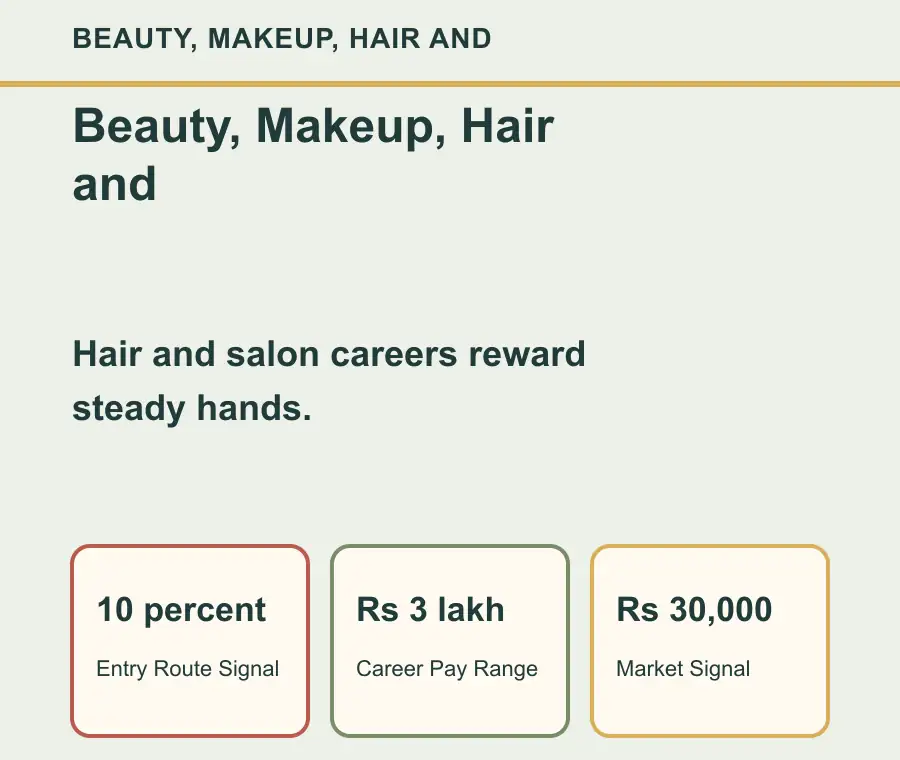 BEAUTY, MAKEUP, HAIR AND
Beauty, Makeup, Hair
and
Hair and salon careers reward
steady hands.
10 percent
Entry Route Signal
Rs 3 lakh
Career Pay Range
Rs 30,000
Market Signal